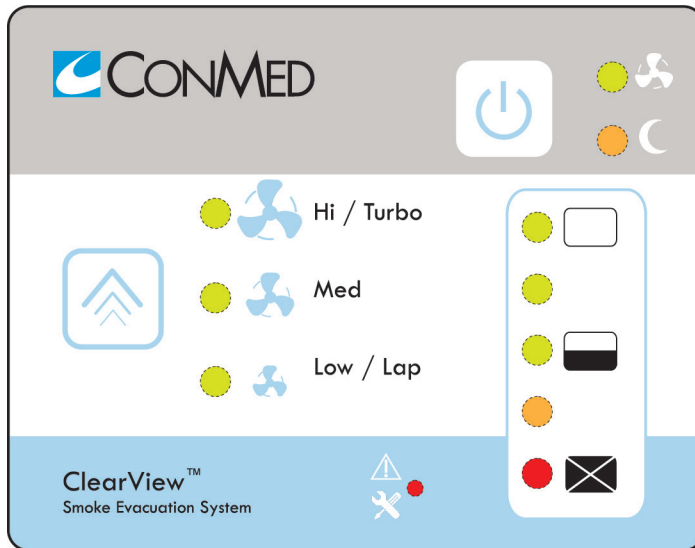 CONMED
Hi / Turbo
Med
Low / Lap
ClearView™
Smoke Evacuation System